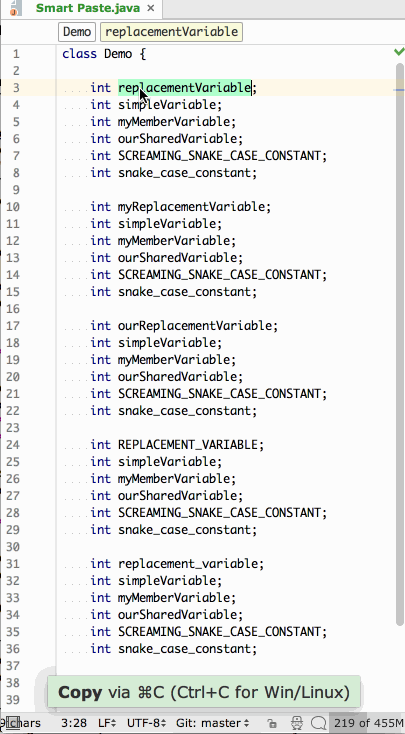 Smart Paste.java ×
Demo replacementVariable
1 class Demo {
2
3 int replacementVariable;
4 int simpleVariable;
5 int myMemberVariable;
6 int ourSharedVariable;
7 int SCREAMING_SNAKE_CASE_CONSTANT;
8 int snake_case_constant;
9
10 int myReplacementVariable;
11 int simpleVariable;
12 int myMemberVariable;
13 int ourSharedVariable;
14 int SCREAMING_SNAKE_CASE_CONSTANT;
15 int snake_case_constant;
16
17 int ourReplacementVariable;
18 int simpleVariable;
19 int myMemberVariable;
20 int ourSharedVariable;
21 int SCREAMING_SNAKE_CASE_CONSTANT;
22 int snake_case_constant;
23
24 int REPLACEMENT_VARIABLE;
25 int simpleVariable;
26 int myMemberVariable;
27 int ourSharedVariable;
28 int SCREAMING_SNAKE_CASE_CONSTANT;
29 int snake_case_constant;
30
31 int replacement_variable;
32 int simpleVariable;
33 int myMemberVariable;
34 int ourSharedVariable;
35 int SCREAMING_SNAKE_CASE_CONSTANT;
36 int snake_case_constant;
37
38
39
Copy via ⌘C (Ctrl+C for Win/Linux)
chars 3:28 LF UTF-8 Git: master 219 of 455M